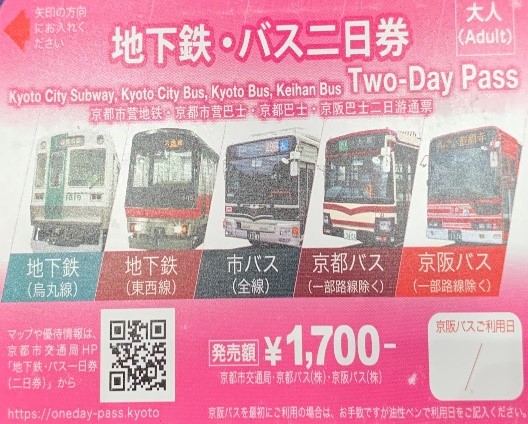 矢印の方向
にお入れく
ださい
大人
(Adult)
地下鉄・バス二日券
Kyoto City Subway, Kyoto City Bus, Kyoto Bus, Keihan Bus Two-Day Pass
京都市営地铁・京都市营巴士・京都巴士・京阪巴士二日游通票
地下鉄
(烏丸線)
地下鉄
(東西線)
市バス
(全線)
京都バス
(一部路線除く)
京阪バス
(一部路線除く)
マップや優待情報は、
京都市交通局HP
「地下鉄・バス一日券
(二日券)」から
https://oneday-pass.kyoto
発売額 ¥1,700-
京都市交通局・京都バス(株)・京阪バス(株)
京阪バスご利用日
/
京阪バスを最初にご利用の場合は、お手数ですが油性ペンで利用日をご記入ください。